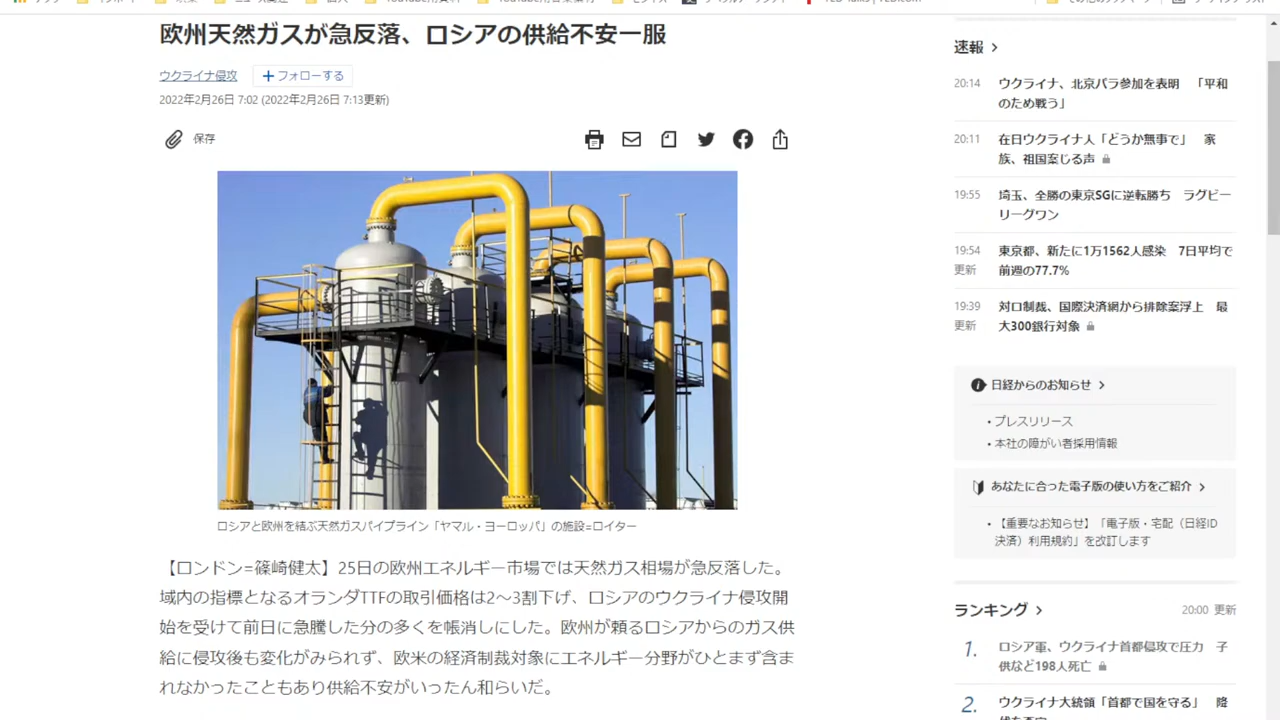 欧州天然ガスが急反落、ロシアの供給不安一服
ウクライナ侵攻
+フォローする
2022年2月26日 7:02 (2022年2月26日 7:13更新)
保存
ロシアと欧州を結ぶ天然ガスパイプライン「ヤマル・ヨーロッパ」の施設=ロイター
【ロンドン=篠崎健太】25日の欧州エネルギー市場では天然ガス相場が急反落した。
域内の指標となるオランダTTFの取引価格は2〜3割下げ、ロシアのウクライナ侵攻開
始を受けて前日に急騰した分の多くを帳消しにした。欧州が頼るロシアからのガス供
給に侵攻後も変化がみられず、欧米の経済制裁対象にエネルギー分野がひとまず含ま
れなかったこともあり供給不安がいったん和らいだ。
速報
20:14 ウクライナ、北京パラ参加を表明 「平和
のため戦う」
20:11 在日ウクライナ人「どうか無事で」 家
族、祖国案じる声
19:55 埼玉、全勝の東京SGに逆転勝ち ラグビー
リーグワン
19:54 東京都、新たに1万1562人感染 7日平均で
更新 前週の77.7%
19:39 対ロ制裁、国際決済網から排除案浮上 最
更新 大300銀行対象
日経からのお知らせ
・プレスリリース
・本社の障がい者採用情報
あなたに合った電子版の使い方をご紹介
・【重要なお知らせ】「電子版・宅配（日経ID
決済）利用規約」を改訂します
ランキング 20:00 更新
1. ロシア軍、ウクライナ首都侵攻で圧力 子
供など198人死亡
2. ウクライナ大統領「首都で国を守る」 降